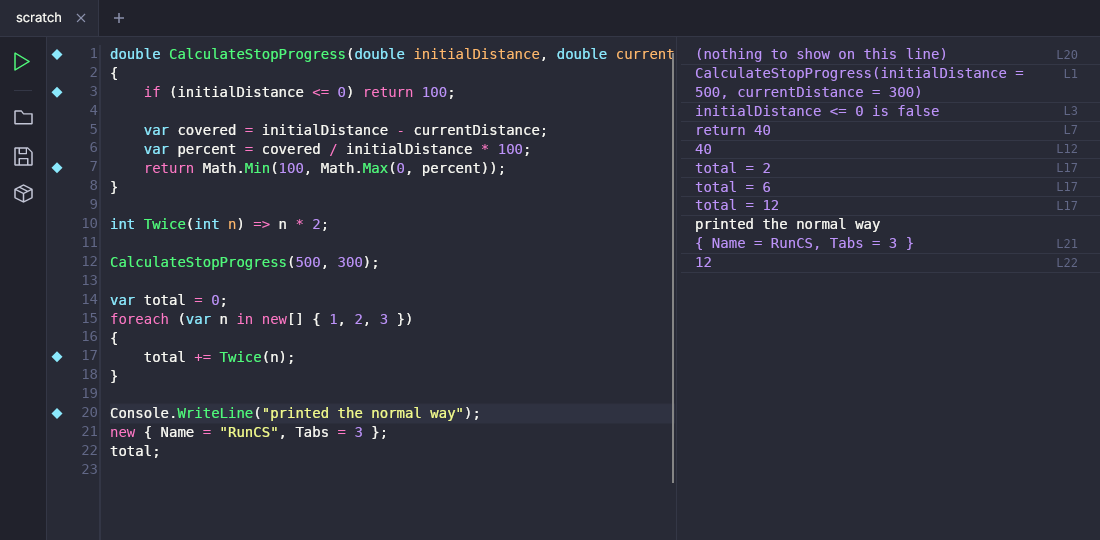 scratch
1 double CalculateStopProgress(double initialDistance, double current
2 {
3     if (initialDistance <= 0) return 100;
4
5     var covered = initialDistance - currentDistance;
6     var percent = covered / initialDistance * 100;
7     return Math.Min(100, Math.Max(0, percent));
8 }
9
10 int Twice(int n) => n * 2;
11
12 CalculateStopProgress(500, 300);
13
14 var total = 0;
15 foreach (var n in new[] { 1, 2, 3 })
16 {
17     total += Twice(n);
18 }
19
20 Console.WriteLine("printed the normal way");
21 new { Name = "RunCS", Tabs = 3 };
22 total;
23
(nothing to show on this line) L20
CalculateStopProgress(initialDistance = L1
500, currentDistance = 300)
initialDistance <= 0 is false L3
return 40 L7
40 L12
total = 2 L17
total = 6 L17
total = 12 L17
printed the normal way
{ Name = RunCS, Tabs = 3 } L21
12 L22